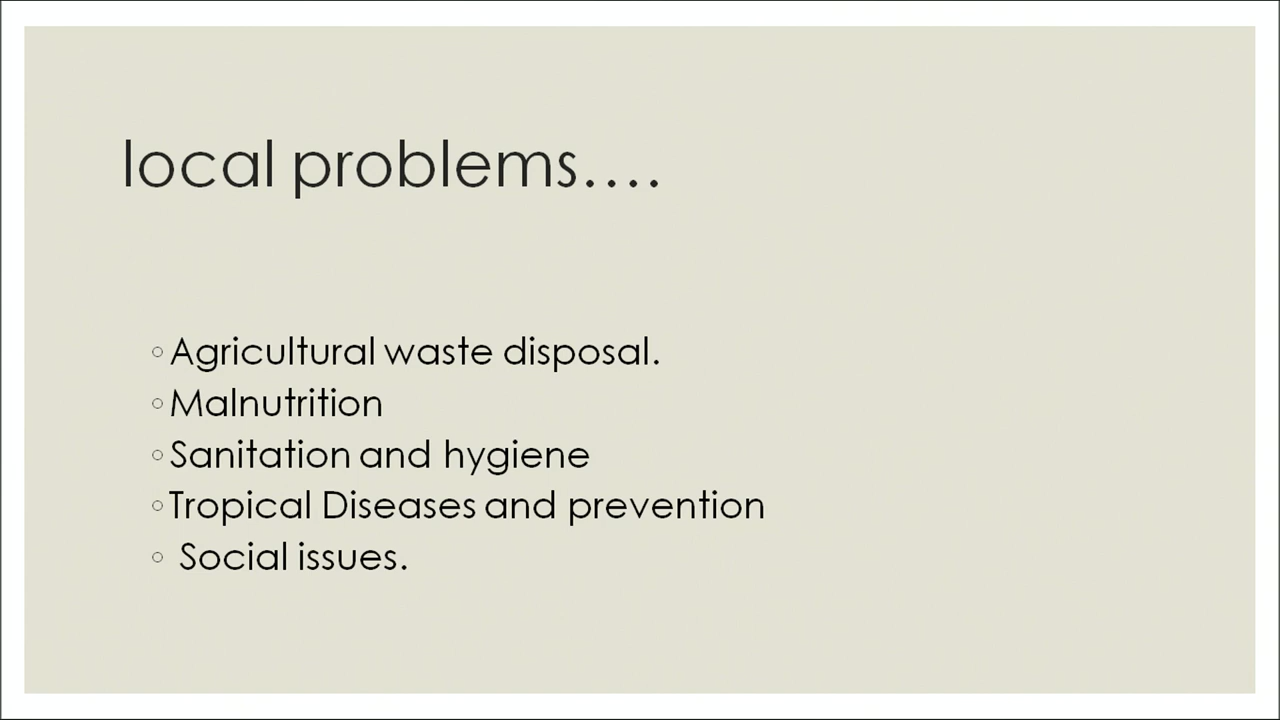 local problems....
◦ Agricultural waste disposal.
◦ Malnutrition
◦ Sanitation and hygiene
◦ Tropical Diseases and prevention
◦ Social issues.